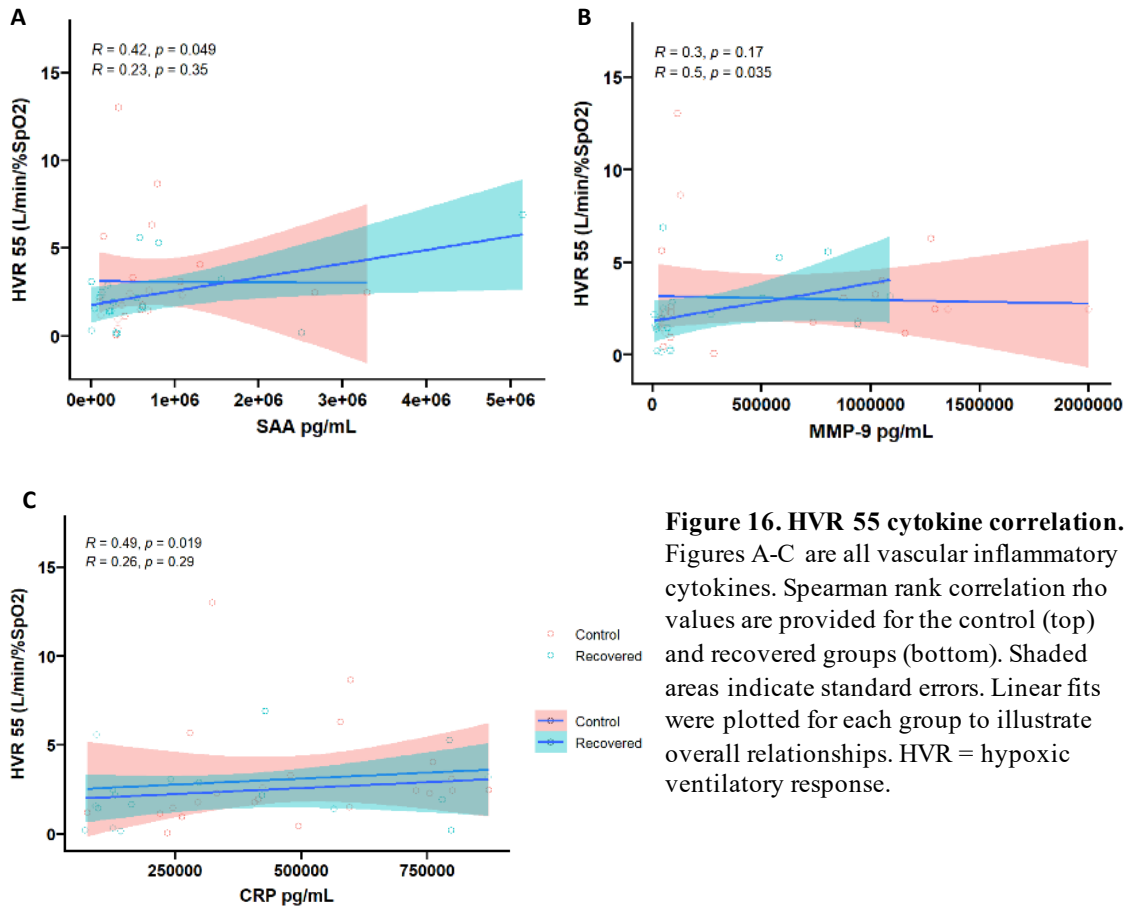 A
R = 0.42, p = 0.049
R = 0.23, p = 0.35
HVR 55 (L/min/%SpO2)
15
10
5
0
0e+00 1e+06 2e+06 3e+06 4e+06 5e+06
SAA pg/mL
B
R = 0.3, p = 0.17
R = 0.5, p = 0.035
HVR 55 (L/min/%SpO2)
15
10
5
0
0 500000 1000000 1500000 2000000
MMP-9 pg/mL
C
R = 0.49, p = 0.019
R = 0.26, p = 0.29
HVR 55 (L/min/%SpO2)
15
10
5
0
250000 500000 750000
CRP pg/mL
Control
Recovered
Control
Recovered
Figure 16. HVR 55 cytokine correlation.
Figures A-C are all vascular inflammatory
cytokines. Spearman rank correlation rho
values are provided for the control (top)
and recovered groups (bottom). Shaded
areas indicate standard errors. Linear fits
were plotted for each group to illustrate
overall relationships. HVR = hypoxic
ventilatory response.